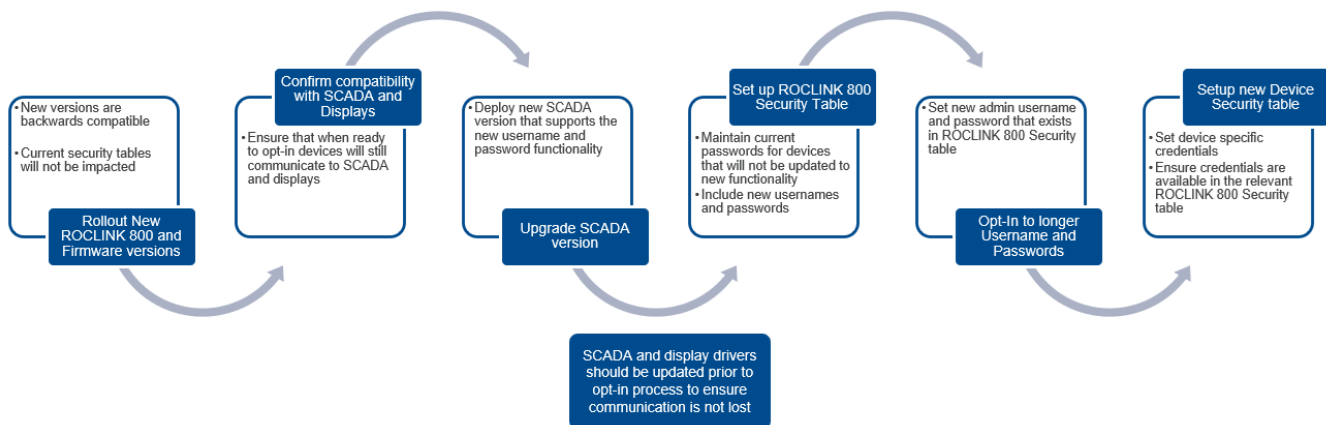 • New versions are
backwards compatible
• Current security tables
will not be impacted
Rollout New
ROCLINK 800 and
Firmware versions
Confirm compatibility
with SCADA and
Displays
• Ensure that when ready
to opt-in devices will still
communicate to SCADA
and displays
• Deploy new SCADA
version that supports the
new username and
password functionality
Upgrade SCADA
version
Set up ROCLINK 800
Security Table
• Maintain current
passwords for devices
that will not be updated to
new functionality
• Include new usernames
and passwords
• Set new admin username
and password that exists
in ROCLINK 800 Security
table
Opt-In to longer
Username and
Passwords
Setup new Device
Security table
• Set device specific
credentials
• Ensure credentials are
available in the relevant
ROCLINK 800 Security
table
SCADA and display drivers
should be updated prior to
opt-in process to ensure
communication is not lost